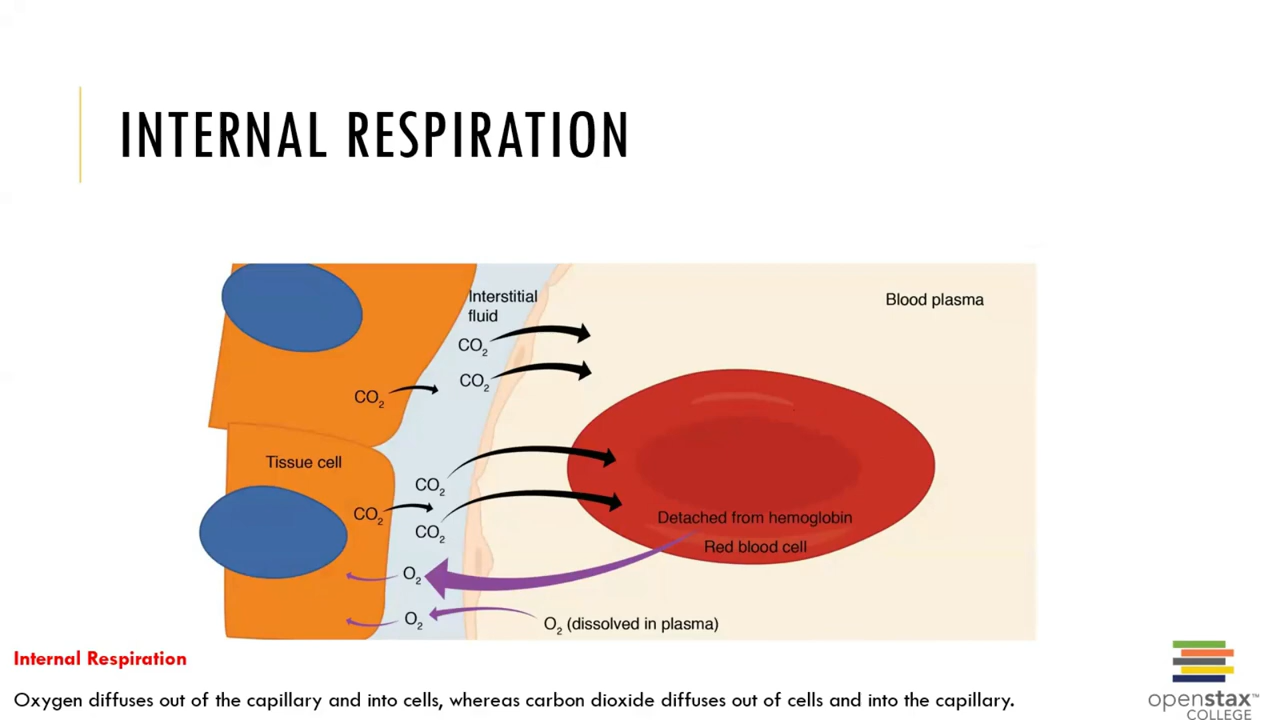 INTERNAL RESPIRATION
Interstitial
fluid
Blood plasma
CO₂
CO₂
CO₂
Tissue cell
CO₂
CO₂
CO₂
Detached from hemoglobin
Red blood cell
O₂
O₂
O₂ (dissolved in plasma)
Internal Respiration
Oxygen diffuses out of the capillary and into cells, whereas carbon dioxide diffuses out of cells and into the capillary.
openstax™
COLLEGE